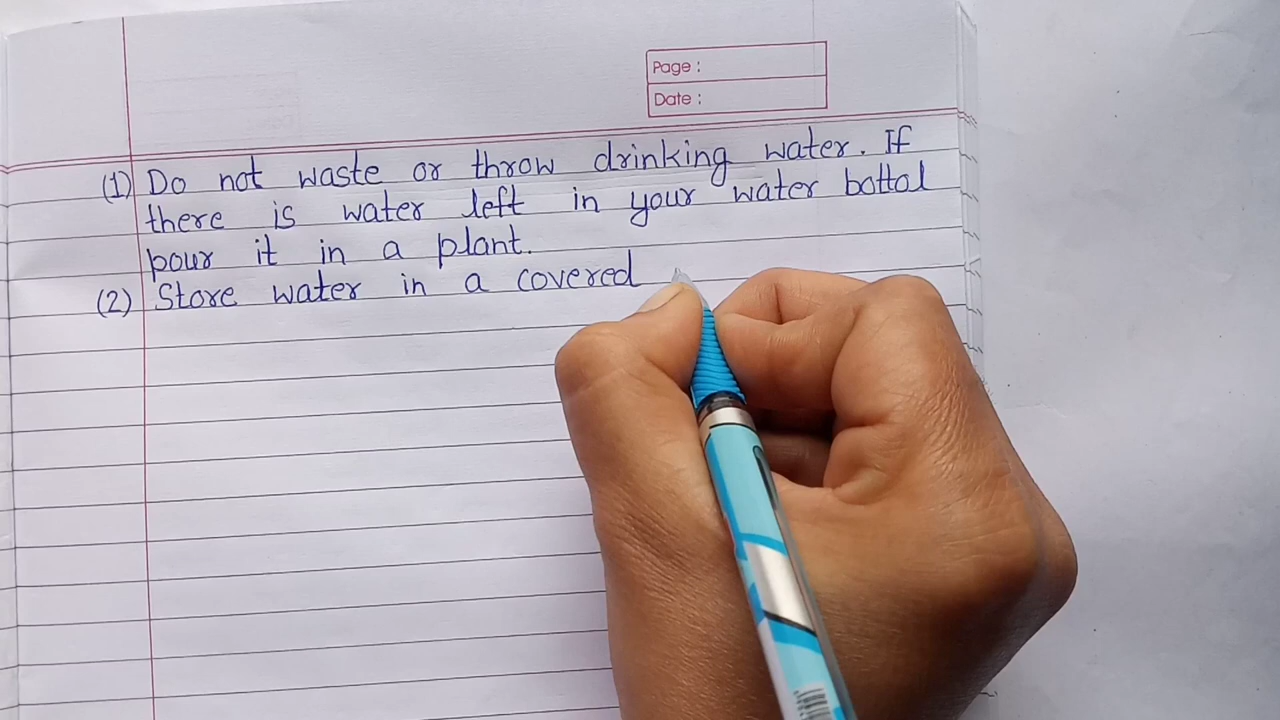 Page :
Date :
(1) Do not waste or throw drinking water. If
there is water left in your water bottol
pour it in a plant.
(2) Store water in a covered